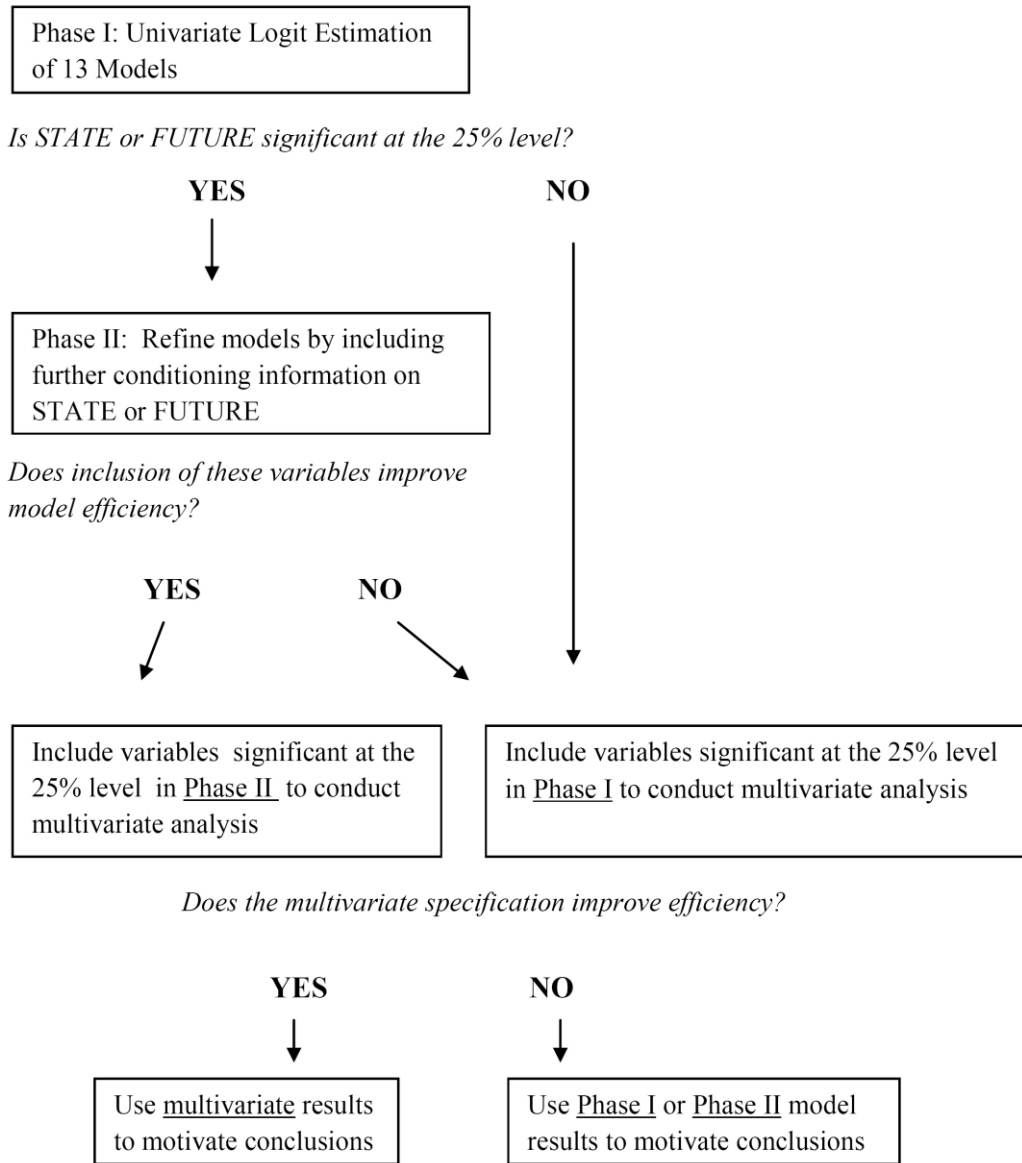 Phase I: Univariate Logit Estimation
of 13 Models
Is STATE or FUTURE significant at the 25% level?
YES
NO
Phase II:  Refine models by including
further conditioning information on
STATE or FUTURE
Does inclusion of these variables improve
model efficiency?
YES
NO
Include variables  significant at the
25% level  in Phase II  to conduct
multivariate analysis
Include variables significant at the 25% level
in Phase I to conduct multivariate analysis
Does the multivariate specification improve efficiency?
YES
NO
Use multivariate results
to motivate conclusions
Use Phase I or Phase II model
results to motivate conclusions